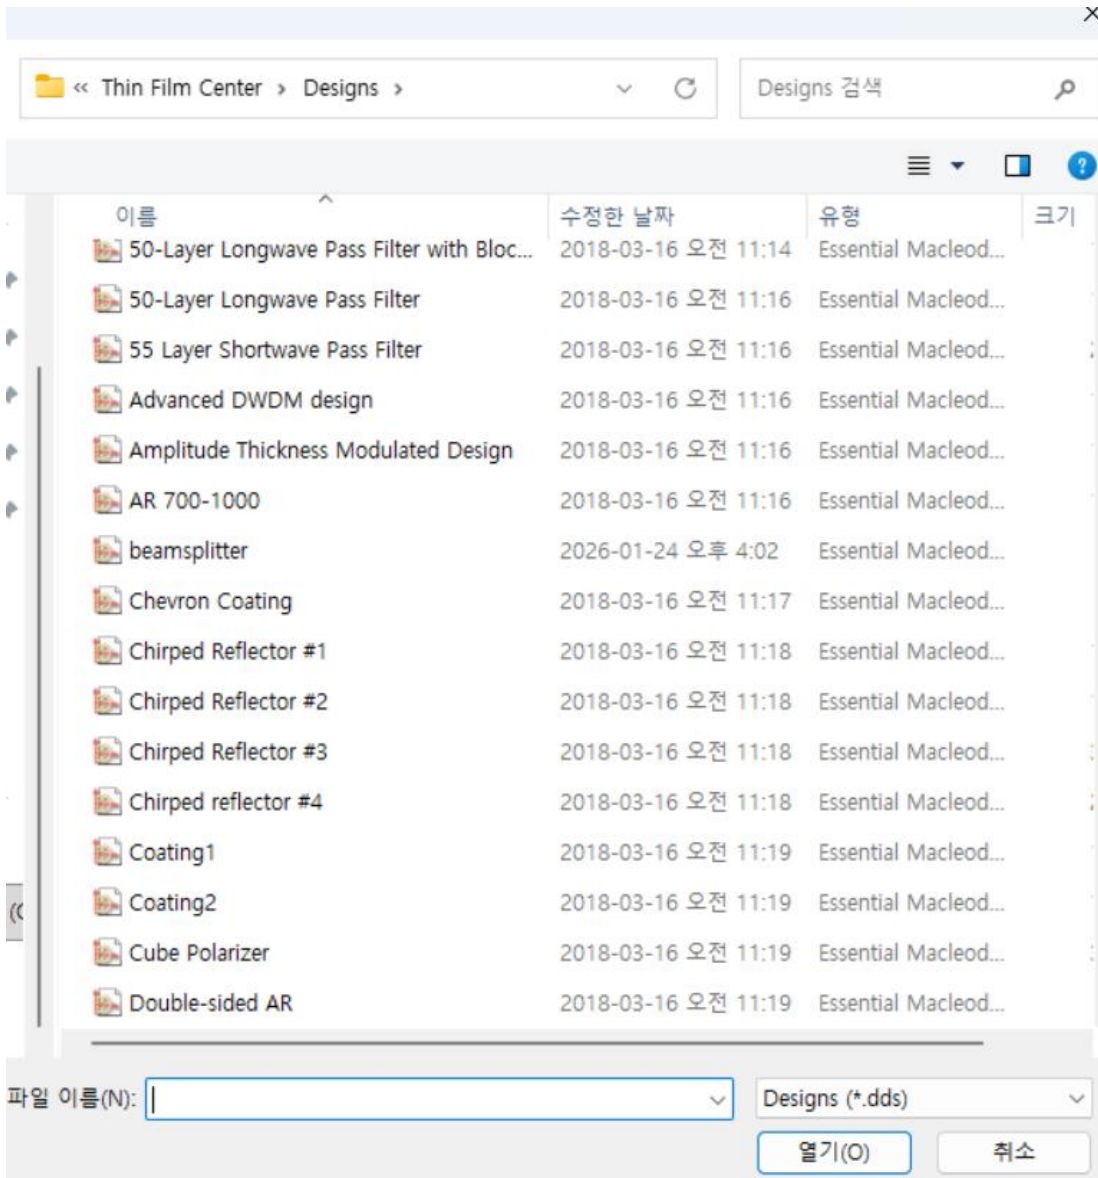 « Thin Film Center › Designs ›
Designs 검색
이름 수정한 날짜 유형 크기
50-Layer Longwave Pass Filter with Bloc... 2018-03-16 오전 11:14 Essential Macleod...
50-Layer Longwave Pass Filter 2018-03-16 오전 11:16 Essential Macleod...
55 Layer Shortwave Pass Filter 2018-03-16 오전 11:16 Essential Macleod...
Advanced DWDM design 2018-03-16 오전 11:16 Essential Macleod...
Amplitude Thickness Modulated Design 2018-03-16 오전 11:16 Essential Macleod...
AR 700-1000 2018-03-16 오전 11:16 Essential Macleod...
beamsplitter 2026-01-24 오후 4:02 Essential Macleod...
Chevron Coating 2018-03-16 오전 11:17 Essential Macleod...
Chirped Reflector #1 2018-03-16 오전 11:18 Essential Macleod...
Chirped Reflector #2 2018-03-16 오전 11:18 Essential Macleod...
Chirped Reflector #3 2018-03-16 오전 11:18 Essential Macleod...
Chirped reflector #4 2018-03-16 오전 11:18 Essential Macleod...
Coating1 2018-03-16 오전 11:19 Essential Macleod...
Coating2 2018-03-16 오전 11:19 Essential Macleod...
Cube Polarizer 2018-03-16 오전 11:19 Essential Macleod...
Double-sided AR 2018-03-16 오전 11:19 Essential Macleod...
파일 이름(N):
Designs (*.dds)
열기(O) 취소